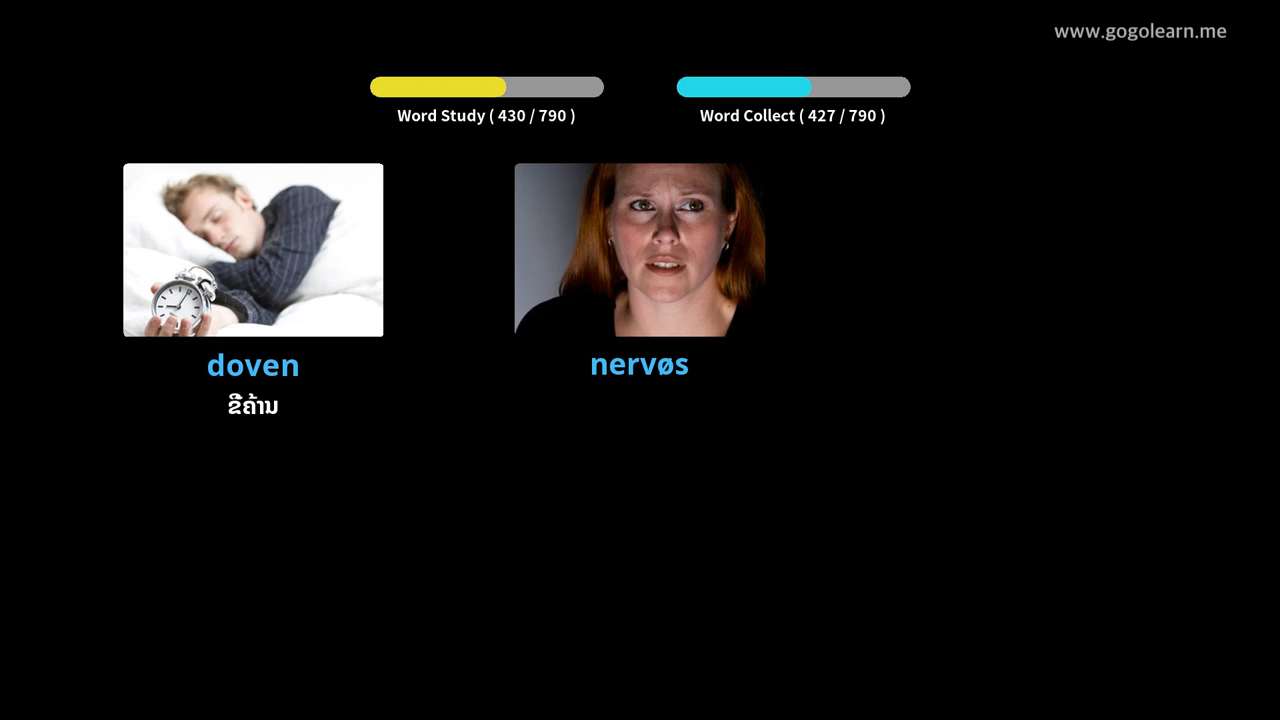 www.gogolearn.me
Word Study ( 430 / 790 )
Word Collect ( 427 / 790 )
doven
nervøs
ຂີ້ຄ້ານ